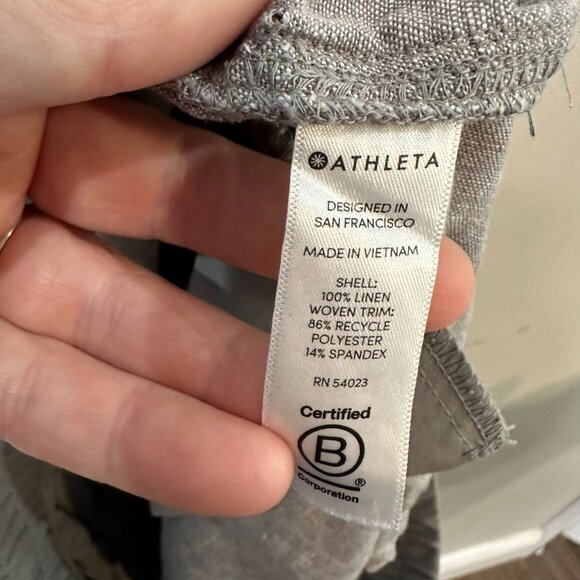 ATHLETA
DESIGNED IN
SAN FRANCISCO
MADE IN VIETNAM
SHELL:
100% LINEN
WOVEN TRIM:
86% RECYCLE
POLYESTER
14% SPANDEX
RN 54023
Certified
B
®
Corporation